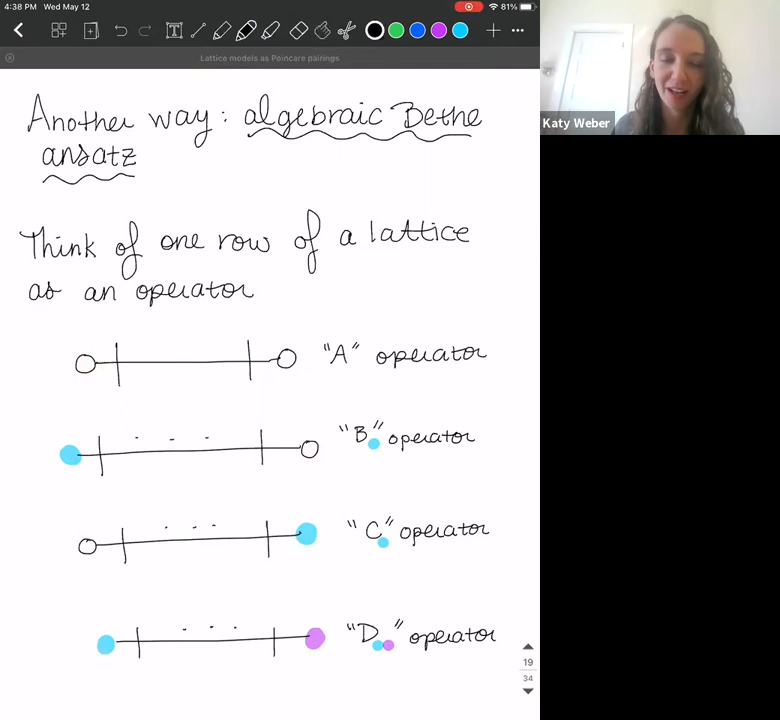 4:38 PM Wed May 12
81%
Lattice models as Poincare pairings
Another way: algebraic Bethe
ansatz
Katy Weber
Think of one row of a lattice
as an operator
"A" operator
"B" operator
"C" operator
"D" operator
19
34